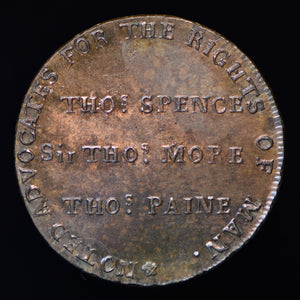 NOTED ADVOCATES FOR THE RIGHTS OF MAN.
THOS. SPENCE
Sir THOS. MORE
THOS. PAINE